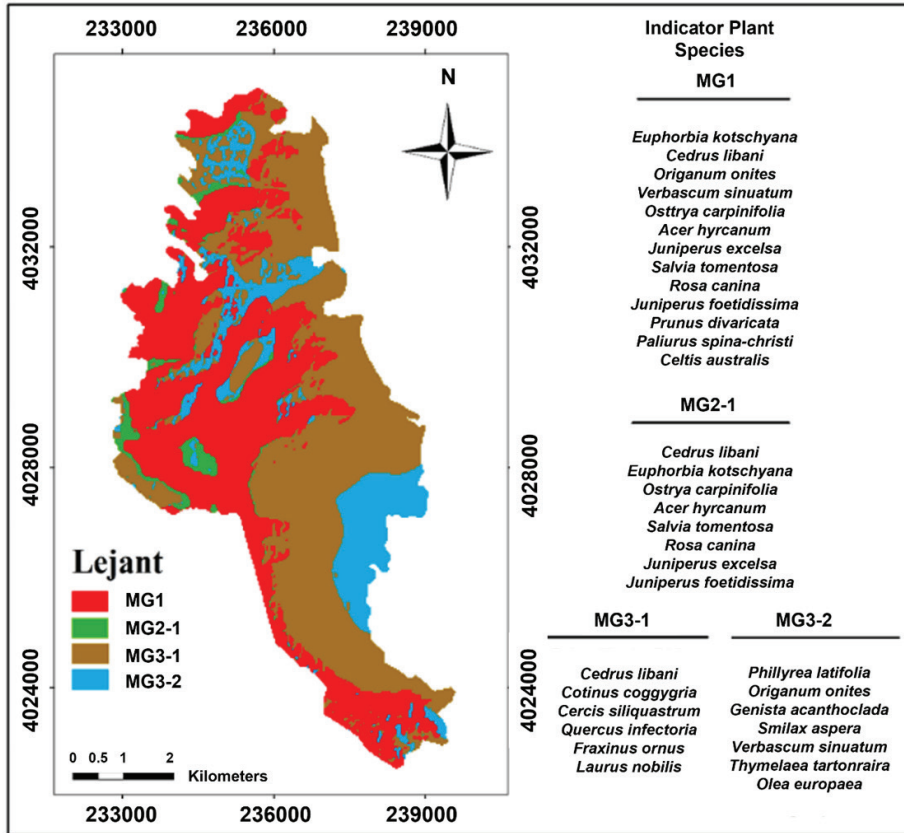 233000 236000 239000
Indicator Plant
Species
MG1
N
Euphorbia kotschyana
Cedrus libani
Origanum onites
Verbascum sinuatum
Osttrya carpinifolia
Acer hyrcanum
Juniperus excelsa
Salvia tomentosa
Rosa canina
Juniperus foetidissima
Prunus divaricata
Paliurus spina-christi
Celtis australis
4032000 4032000
MG2-1
Cedrus libani
Euphorbia kotschyana
Ostrya carpinifolia
Acer hyrcanum
Salvia tomentosa
Rosa canina
Juniperus excelsa
Juniperus foetidissima
4028000 4028000
Lejant
MG1
MG2-1
MG3-1
MG3-2
4024000 4024000
MG3-1
Cedrus libani
Cotinus coggygria
Cercis siliquastrum
Quercus infectoria
Fraxinus ornus
Laurus nobilis
MG3-2
Phillyrea latifolia
Origanum onites
Genista acanthoclada
Smilax aspera
Verbascum sinuatum
Thymelaea tartonraira
Olea europaea
0 0.5 1 2
Kilometers
233000 236000 239000